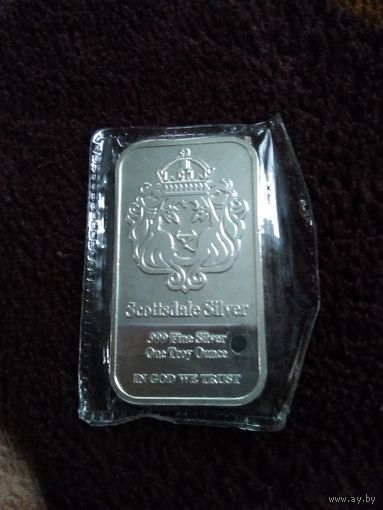 Scottsdale Silver
.999 Fine Silver
One Troy Ounce
IN GOD WE TRUST
www.ay.by